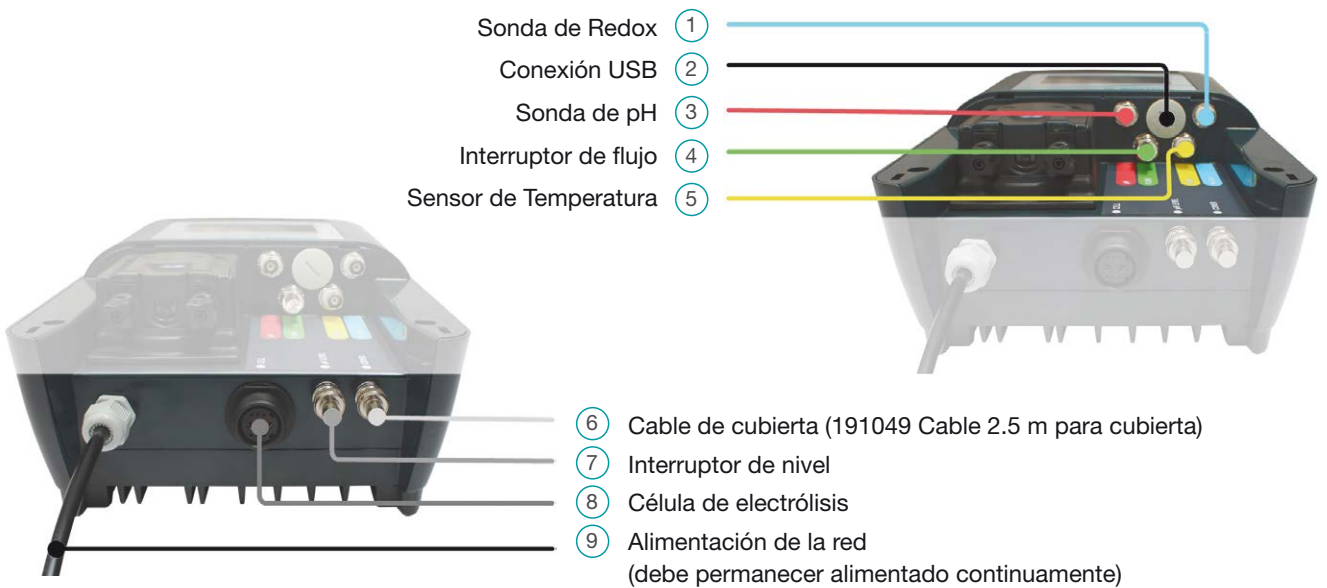 Sonda de Redox 1
Conexión USB 2
Sonda de pH 3
Interruptor de flujo 4
Sensor de Temperatura 5
6 Cable de cubierta (191049 Cable 2.5 m para cubierta)
7 Interruptor de nivel
8 Célula de electrólisis
9 Alimentación de la red
(debe permanecer alimentado continuamente)